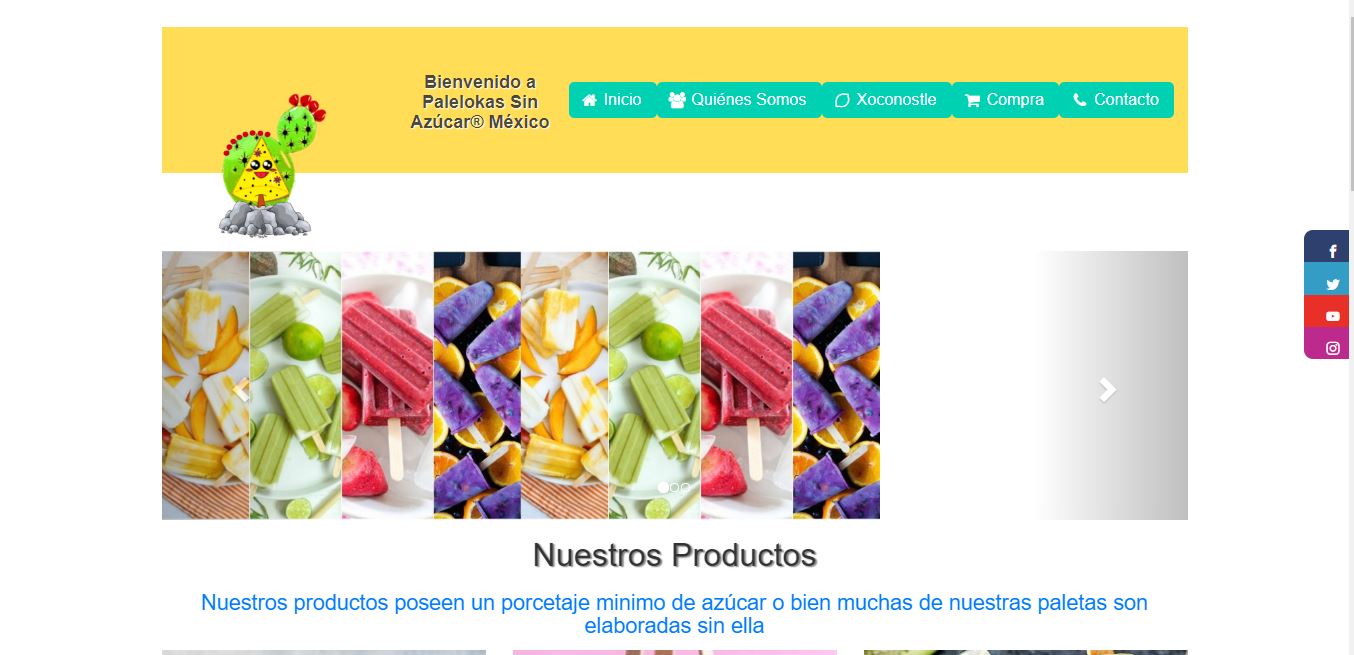 Bienvenido a
Palelokas Sin
Azúcar® México
Inicio
Quiénes Somos
Xoconostle
Compra
Contacto
Nuestros Productos
Nuestros productos poseen un porcetaje minimo de azúcar o bien muchas de nuestras paletas son
elaboradas sin ella